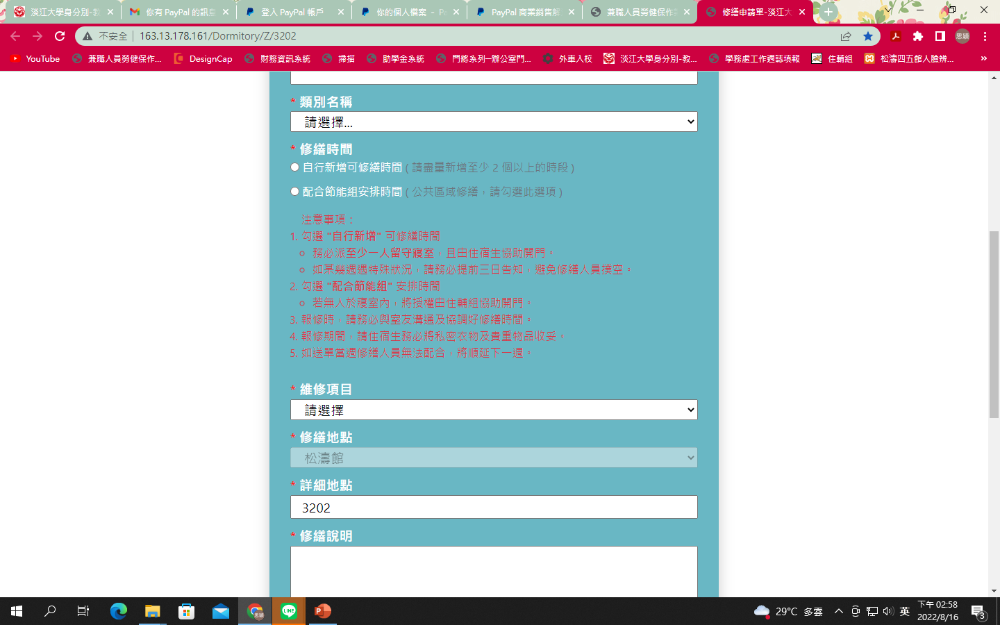 淡江大學身分別-教
你有 PayPal 的訊息
登入 PayPal 帳戶
你的個人檔案 － Pa
PayPal 商業銷售解
兼職人員勞健保作
修繕申請單-淡江大
不安全
163.13.178.161/Dormitory/Z/3202
思穎
YouTube
兼職人員勞健保作...
DesignCap
財務資訊系統
掃描
助學金系統
門將系列─辦公室門...
外車入校
淡江大學身分別-教...
學務處工作週誌填報
住輔組
松濤四五館人臉辨...
»
* 類別名稱
請選擇...
* 修繕時間
自行新增可修繕時間 ( 請盡量新增至少 2 個以上的時段 )
配合節能組安排時間 ( 公共區域修繕，請勾選此選項 )
注意事項：
1. 勾選 "自行新增" 可修繕時間
務必派至少一人留守寢室，且由住宿生協助開門。
如某幾週遇特殊狀況，請務必提前三日告知，避免修繕人員撲空。
2. 勾選 "配合節能組" 安排時間
若無人於寢室內，將授權由住輔組協助開門。
3. 報修時，請務必與室友溝通及協調好修繕時間。
4. 報修期間，請住宿生務必將私密衣物及貴重物品收妥。
5. 如送單當週修繕人員無法配合，將順延下一週。
* 維修項目
請選擇
* 修繕地點
松濤館
* 詳細地點
3202
* 修繕說明
思穎
LINE
29°C 多雲
英
下午 02:58
2022/8/16
3